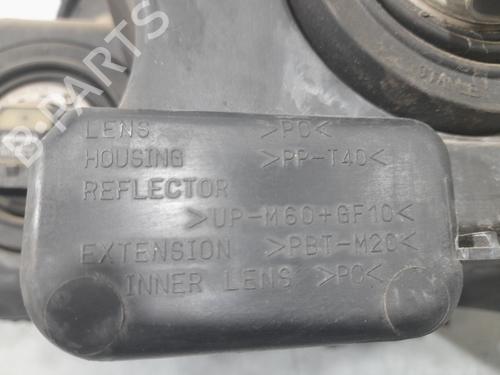 LENS >PC<
HOUSING >PP-T40<
REFLECTOR
>UP-M60+GF10<
EXTENSION >PBT-M20<
INNER LENS >PC<